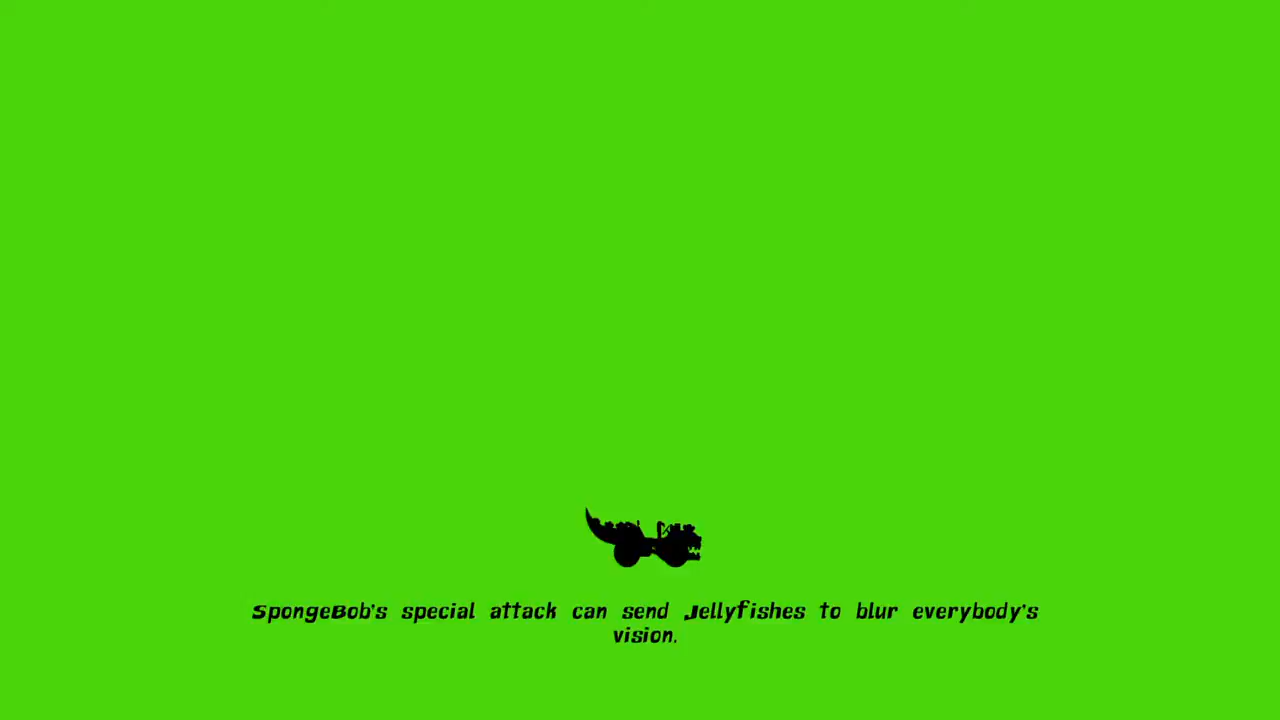 SpongeBob's special attack can send Jellyfishes to blur everybody's
vision.